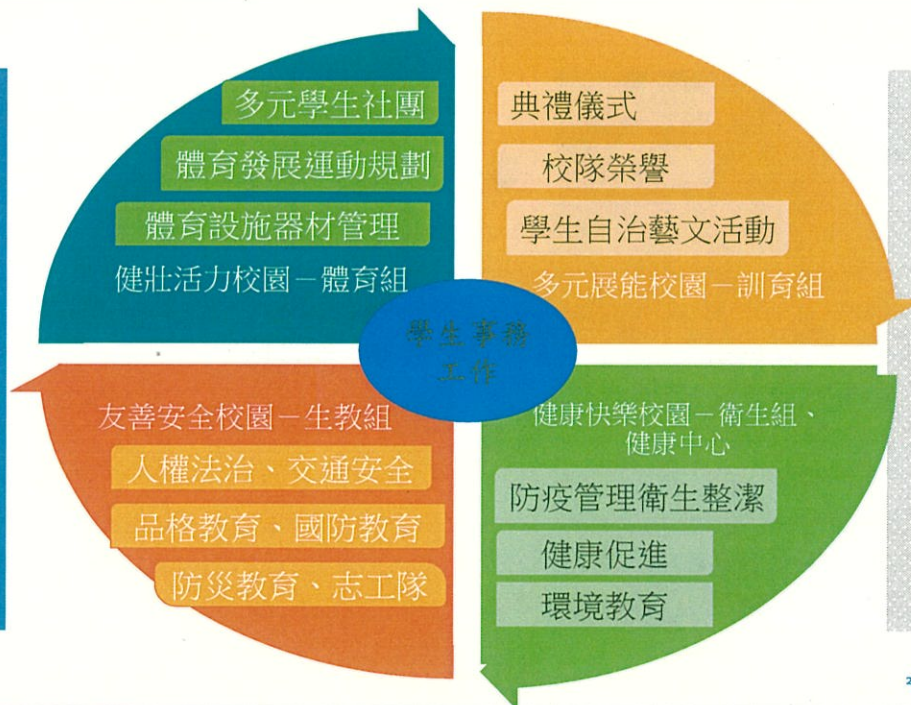 多元學生社團
體育發展運動規劃
體育設施器材管理
健壯活力校園－體育組
典禮儀式
校隊榮譽
學生自治藝文活動
多元展能校園－訓育組
學生事務
工作
友善安全校園－生教組
人權法治、交通安全
品格教育、國防教育
防災教育、志工隊
健康快樂校園－衛生組、
健康中心
防疫管理衛生整潔
健康促進
環境教育
2